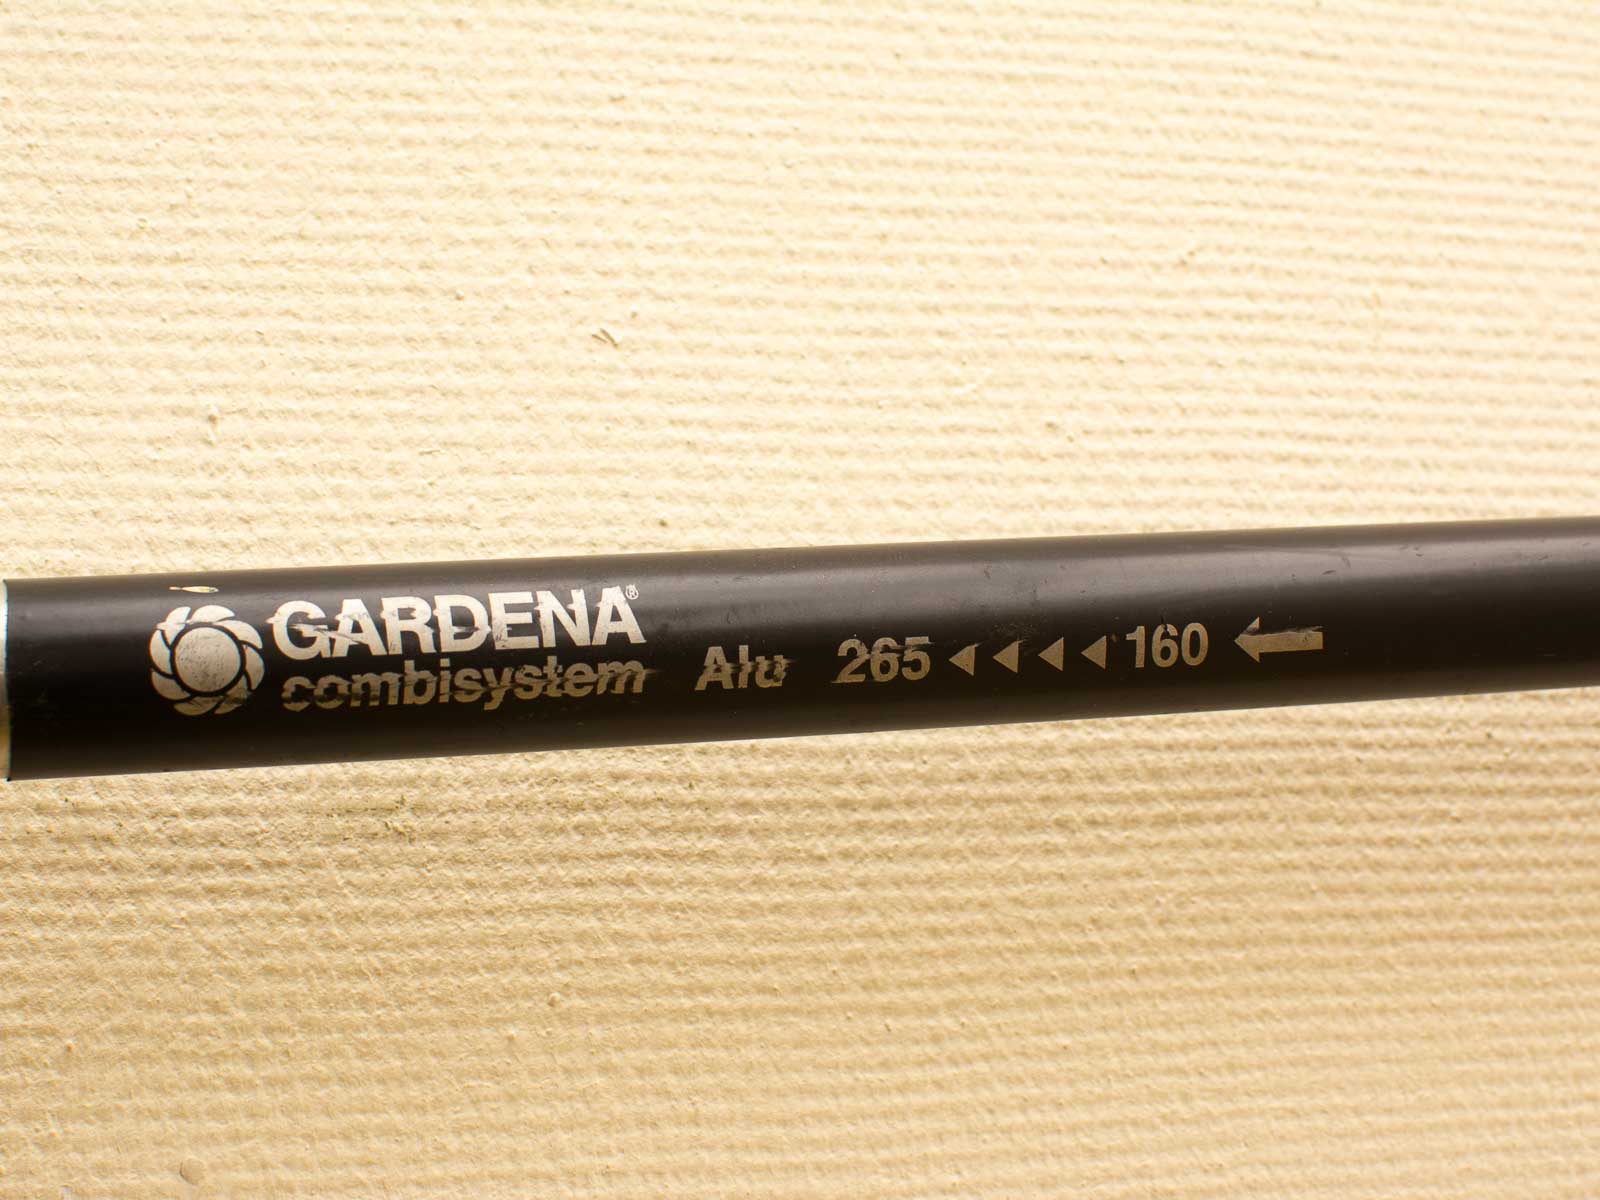 GARDENA®
combisystem Alu 265 ◀◀◀◀ 160 ⬅